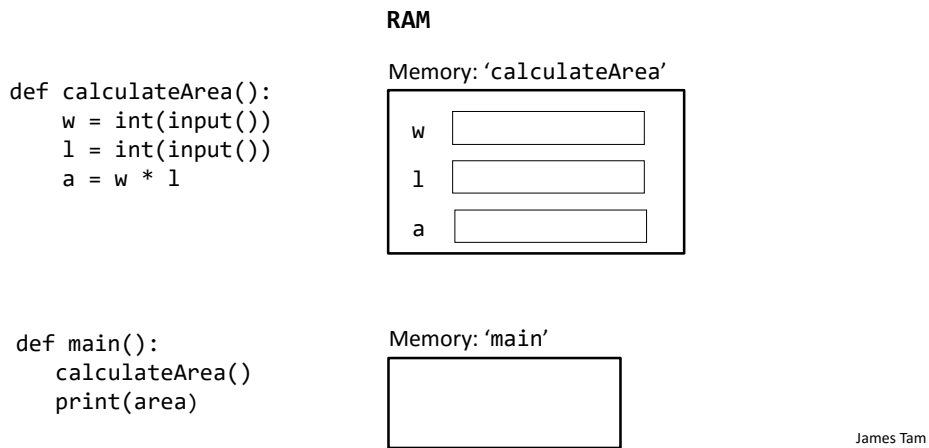 RAM
def calculateArea():
    w = int(input())
    l = int(input())
    a = w * l
Memory: ‘calculateArea’
w
l
a
def main():
   calculateArea()
   print(area)
Memory: ‘main’
James Tam